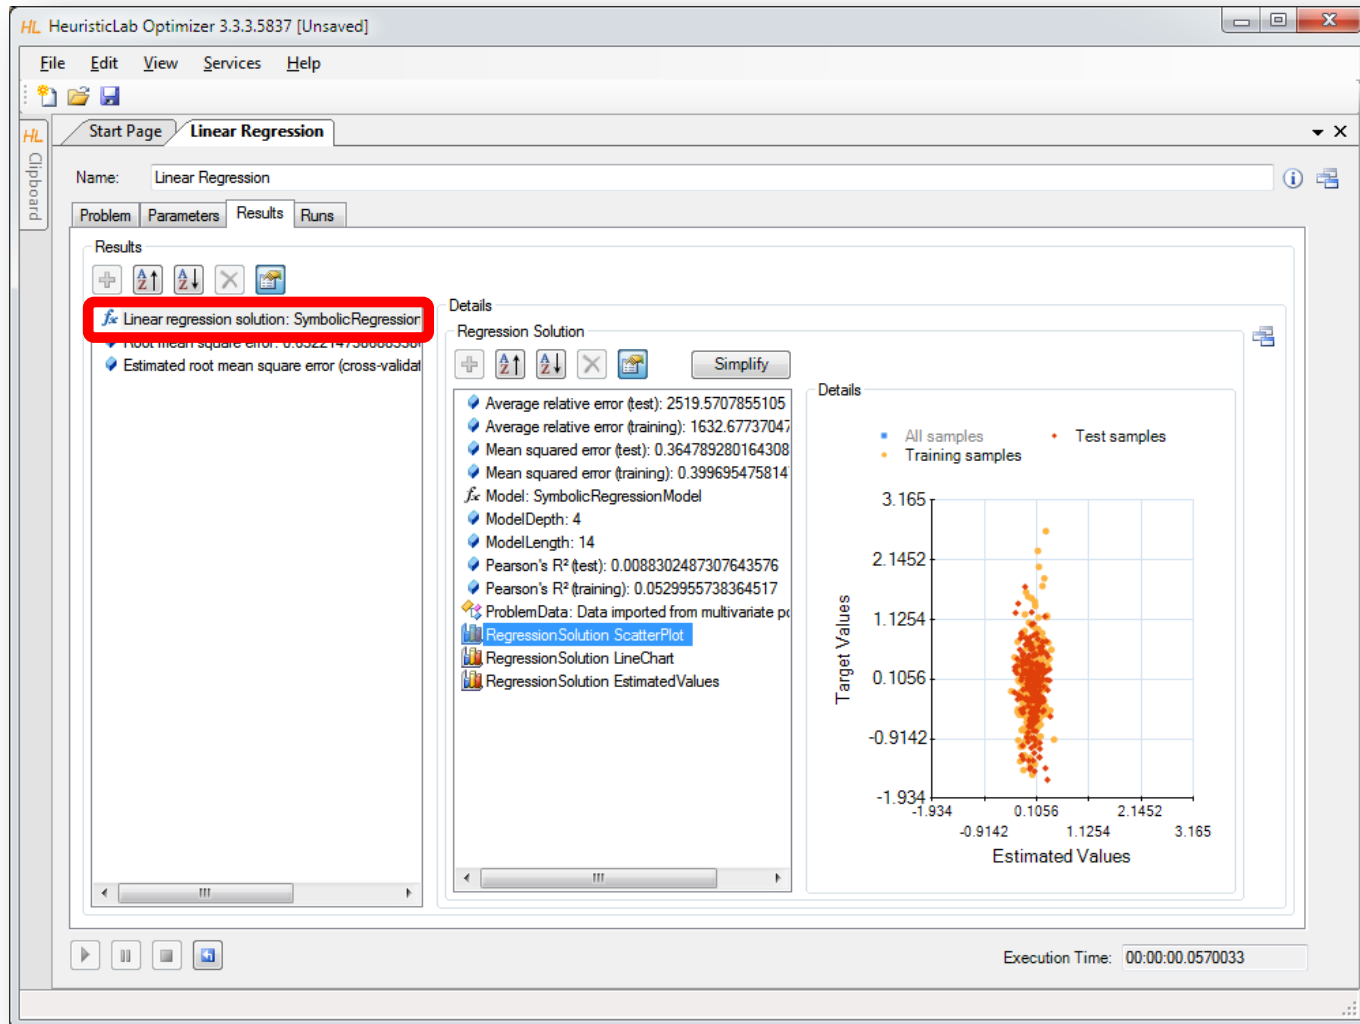 HL HeuristicLab Optimizer 3.3.3.5837 [Unsaved]
File Edit View Services Help
HL Clipboard
Start Page Linear Regression
Name: Linear Regression
Problem Parameters Results Runs
Results
Linear regression solution: SymbolicRegression
Root mean square error:
Estimated root mean square error (cross-validat
Details
Regression Solution
Simplify
Average relative error (test): 2519.5707855105
Average relative error (training): 1632.67737047
Mean squared error (test): 0.364789280164308
Mean squared error (training): 0.399695475814
Model: SymbolicRegressionModel
ModelDepth: 4
ModelLength: 14
Pearson's R² (test): 0.0088302487307643576
Pearson's R² (training): 0.0529955738364517
ProblemData: Data imported from multivariate po
RegressionSolution ScatterPlot
RegressionSolution LineChart
RegressionSolution EstimatedValues
Details
All samples Test samples
Training samples
3.165
2.1452
1.1254
0.1056
-0.9142
-1.934
Target Values
-1.934 0.1056 2.1452
-0.9142 1.1254 3.165
Estimated Values
Execution Time: 00:00:00.0570033